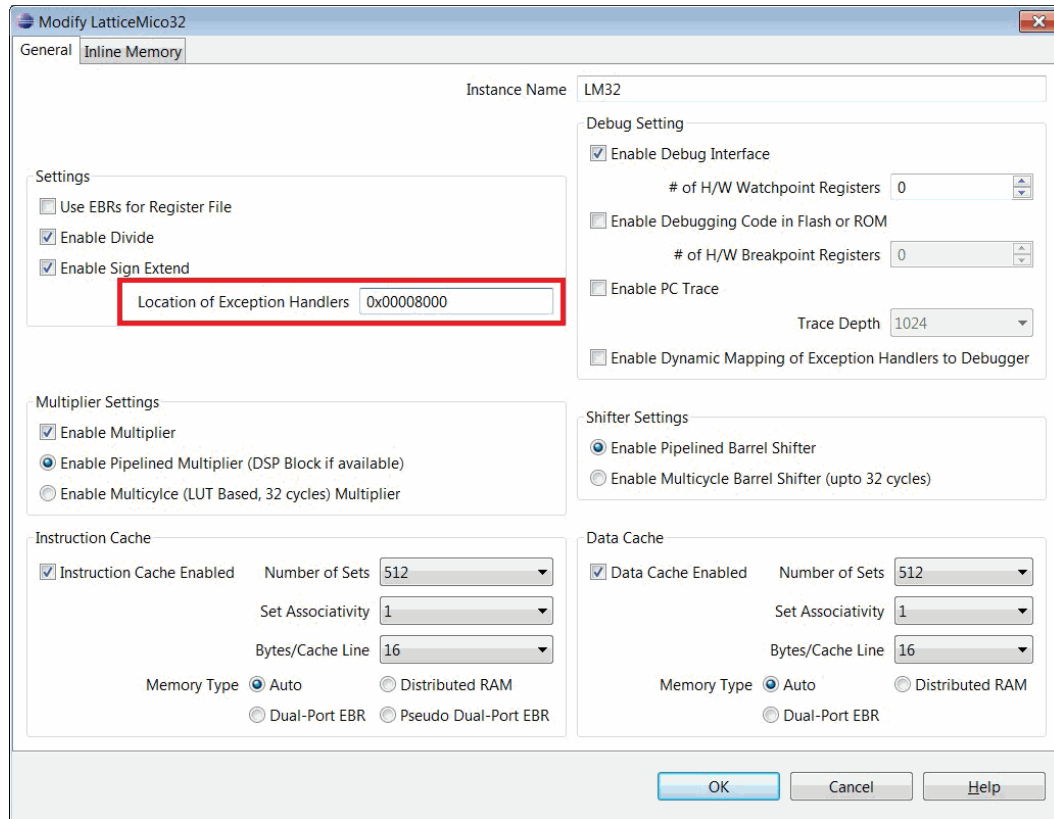 Modify LatticeMico32
General
Inline Memory
Instance Name
LM32
Settings
Use EBRs for Register File
Enable Divide
Enable Sign Extend
Location of Exception Handlers 0x00008000
Debug Setting
Enable Debug Interface
# of H/W Watchpoint Registers 0
Enable Debugging Code in Flash or ROM
# of H/W Breakpoint Registers 0
Enable PC Trace
Trace Depth 1024
Enable Dynamic Mapping of Exception Handlers to Debugger
Multiplier Settings
Enable Multiplier
Enable Pipelined Multiplier (DSP Block if available)
Enable Multicylce (LUT Based, 32 cycles) Multiplier
Shifter Settings
Enable Pipelined Barrel Shifter
Enable Multicycle Barrel Shifter (upto 32 cycles)
Instruction Cache
Instruction Cache Enabled Number of Sets 512
Set Associativity 1
Bytes/Cache Line 16
Memory Type Auto Distributed RAM
Dual-Port EBR Pseudo Dual-Port EBR
Data Cache
Data Cache Enabled Number of Sets 512
Set Associativity 1
Bytes/Cache Line 16
Memory Type Auto Distributed RAM
Dual-Port EBR
OK Cancel Help